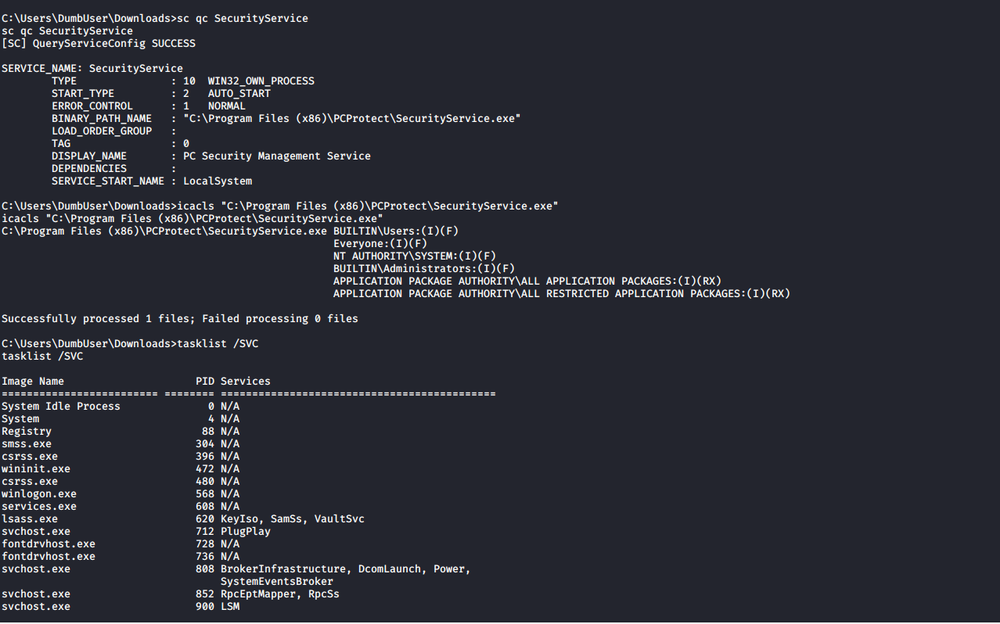 C:\Users\DumbUser\Downloads>sc qc SecurityService
sc qc SecurityService
[SC] QueryServiceConfig SUCCESS
SERVICE_NAME: SecurityService
        TYPE               : 10  WIN32_OWN_PROCESS
        START_TYPE         : 2   AUTO_START
        ERROR_CONTROL      : 1   NORMAL
        BINARY_PATH_NAME   : "C:\Program Files (x86)\PCProtect\SecurityService.exe"
        LOAD_ORDER_GROUP   :
        TAG                : 0
        DISPLAY_NAME       : PC Security Management Service
        DEPENDENCIES       :
        SERVICE_START_NAME : LocalSystem
C:\Users\DumbUser\Downloads>icacls "C:\Program Files (x86)\PCProtect\SecurityService.exe"
icacls "C:\Program Files (x86)\PCProtect\SecurityService.exe"
C:\Program Files (x86)\PCProtect\SecurityService.exe BUILTIN\Users:(I)(F)
                                                     Everyone:(I)(F)
                                                     NT AUTHORITY\SYSTEM:(I)(F)
                                                     BUILTIN\Administrators:(I)(F)
                                                     APPLICATION PACKAGE AUTHORITY\ALL APPLICATION PACKAGES:(I)(RX)
                                                     APPLICATION PACKAGE AUTHORITY\ALL RESTRICTED APPLICATION PACKAGES:(I)(RX)
Successfully processed 1 files; Failed processing 0 files
C:\Users\DumbUser\Downloads>tasklist /SVC
tasklist /SVC
Image Name                     PID Services
========================= ======== ============================================
System Idle Process              0 N/A
System                           4 N/A
Registry                        88 N/A
smss.exe                       304 N/A
csrss.exe                      396 N/A
wininit.exe                    472 N/A
csrss.exe                      480 N/A
winlogon.exe                   568 N/A
services.exe                   608 N/A
lsass.exe                      620 KeyIso, SamSs, VaultSvc
svchost.exe                    712 PlugPlay
fontdrvhost.exe                728 N/A
fontdrvhost.exe                736 N/A
svchost.exe                    808 BrokerInfrastructure, DcomLaunch, Power,
                                   SystemEventsBroker
svchost.exe                    852 RpcEptMapper, RpcSs
svchost.exe                    900 LSM